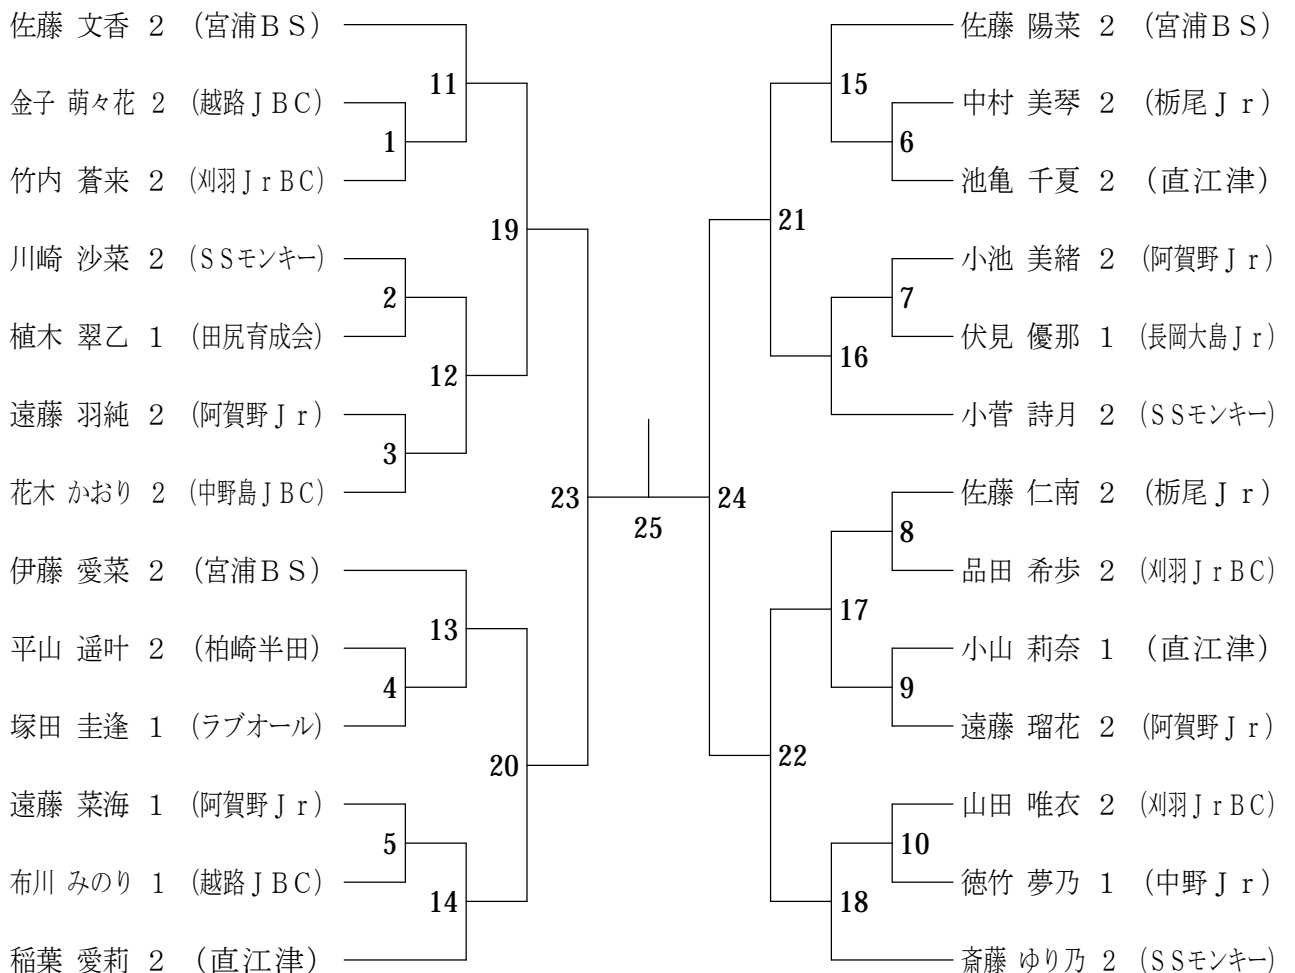 佐藤 文香 2 (宮浦ＢＳ)
金子 萌々花 2 (越路ＪＢＣ)
竹内 蒼来 2 (刈羽ＪｒＢＣ)
川崎 沙菜 2 (ＳＳモンキー)
植木 翠乙 1 (田尻育成会)
遠藤 羽純 2 (阿賀野Ｊｒ)
花木 かおり 2 (中野島ＪＢＣ)
伊藤 愛菜 2 (宮浦ＢＳ)
平山 遥叶 2 (柏崎半田)
塚田 圭逢 1 (ラブオール)
遠藤 菜海 1 (阿賀野Ｊｒ)
布川 みのり 1 (越路ＪＢＣ)
稲葉 愛莉 2 (直江津)
11
1
19
2
12
3
23
13
4
20
5
14
25
15
6
21
7
16
24
8
17
9
22
10
18
佐藤 陽菜 2 (宮浦ＢＳ)
中村 美琴 2 (栃尾Ｊｒ)
池亀 千夏 2 (直江津)
小池 美緒 2 (阿賀野Ｊｒ)
伏見 優那 1 (長岡大島Ｊｒ)
小菅 詩月 2 (ＳＳモンキー)
佐藤 仁南 2 (栃尾Ｊｒ)
品田 希歩 2 (刈羽ＪｒＢＣ)
小山 莉奈 1 (直江津)
遠藤 瑠花 2 (阿賀野Ｊｒ)
山田 唯衣 2 (刈羽ＪｒＢＣ)
徳竹 夢乃 1 (中野Ｊｒ)
斎藤 ゆり乃 2 (ＳＳモンキー)